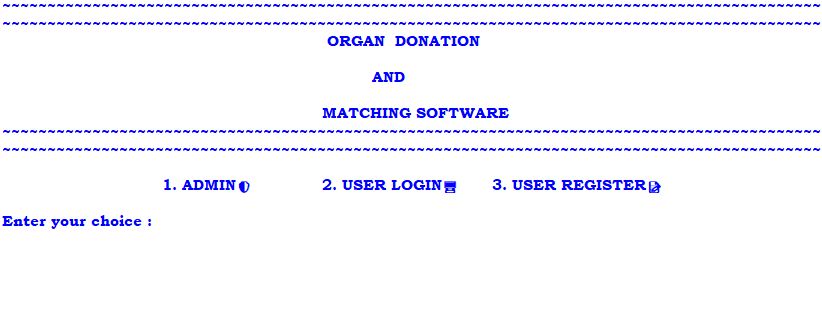 ~~~~~~~~~~~~~~~~~~~~~~~~~~~~~~~~~~~~~~~~~~~~~~~~~~~~~~~~~~~~~~~~~~~~~~~~~~~~~~~~~~~~~~~~~~~
~~~~~~~~~~~~~~~~~~~~~~~~~~~~~~~~~~~~~~~~~~~~~~~~~~~~~~~~~~~~~~~~~~~~~~~~~~~~~~~~~~~~~~~~~~~
ORGAN  DONATION
AND
MATCHING SOFTWARE
~~~~~~~~~~~~~~~~~~~~~~~~~~~~~~~~~~~~~~~~~~~~~~~~~~~~~~~~~~~~~~~~~~~~~~~~~~~~~~~~~~~~~~~~~~~
~~~~~~~~~~~~~~~~~~~~~~~~~~~~~~~~~~~~~~~~~~~~~~~~~~~~~~~~~~~~~~~~~~~~~~~~~~~~~~~~~~~~~~~~~~~
1. ADMIN 2. USER LOGIN 3. USER REGISTER
Enter your choice :